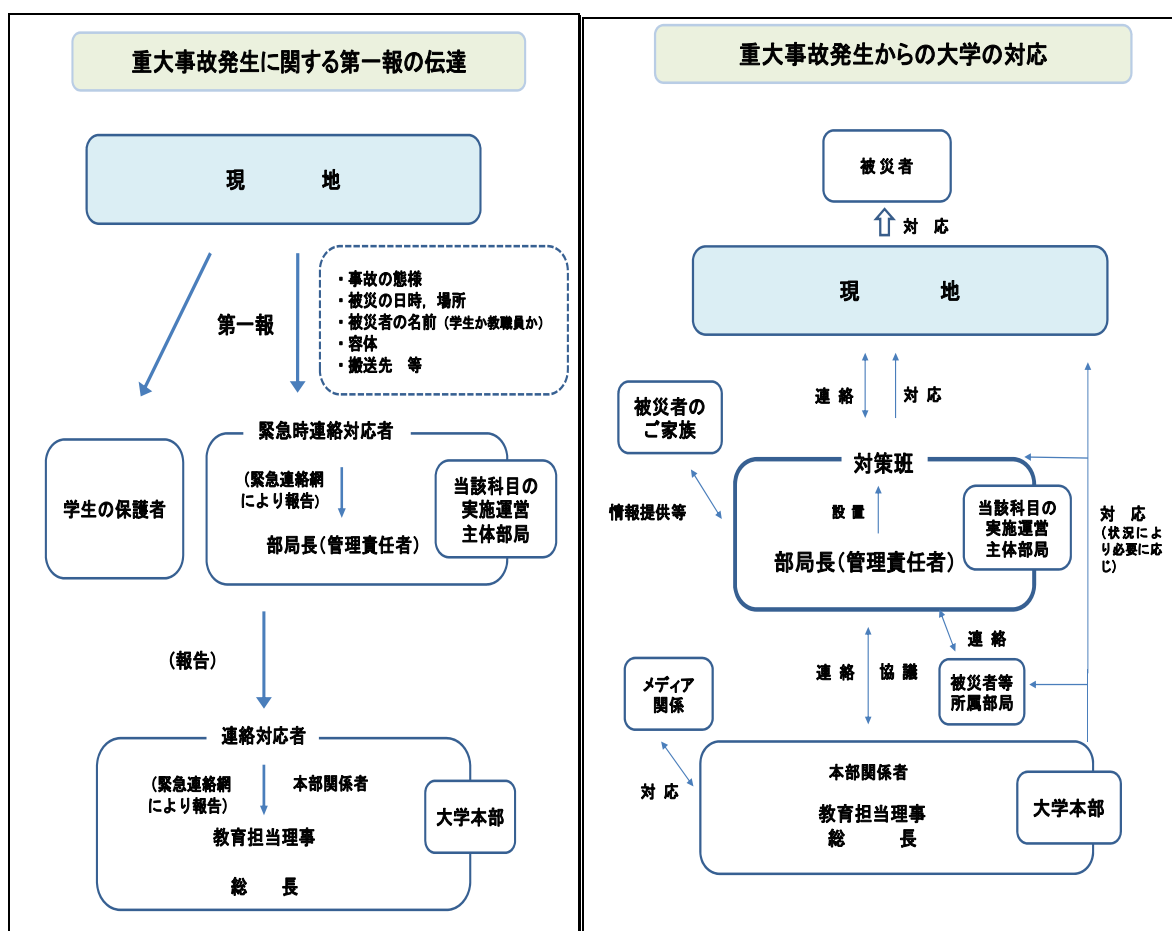 重大事故発生に関する第一報の伝達
現　　　地
第一報
・事故の態様
・被災の日時，場所
・被災者の名前（学生か教職員か）
・容体
・搬送先　等
学生の保護者
緊急時連絡対応者
（緊急連絡網
により報告）
部局長（管理責任者）
当該科目の
実施運営
主体部局
（報告）
連絡対応者
（緊急連絡網
により報告）
本部関係者
教育担当理事
総　　長
大学本部
重大事故発生からの大学の対応
被災者
対　応
現　　　地
連 絡
対 応
被災者の
ご家族
情報提供等
対策班
設 置
部局長（管理責任者）
当該科目の
実施運営
主体部局
対　応
（状況によ
り必要に応
じ）
連 絡
被災者等
所属部局
連 絡
協 議
メディア
関係
対 応
本部関係者
教育担当理事
総　　　長
大学本部